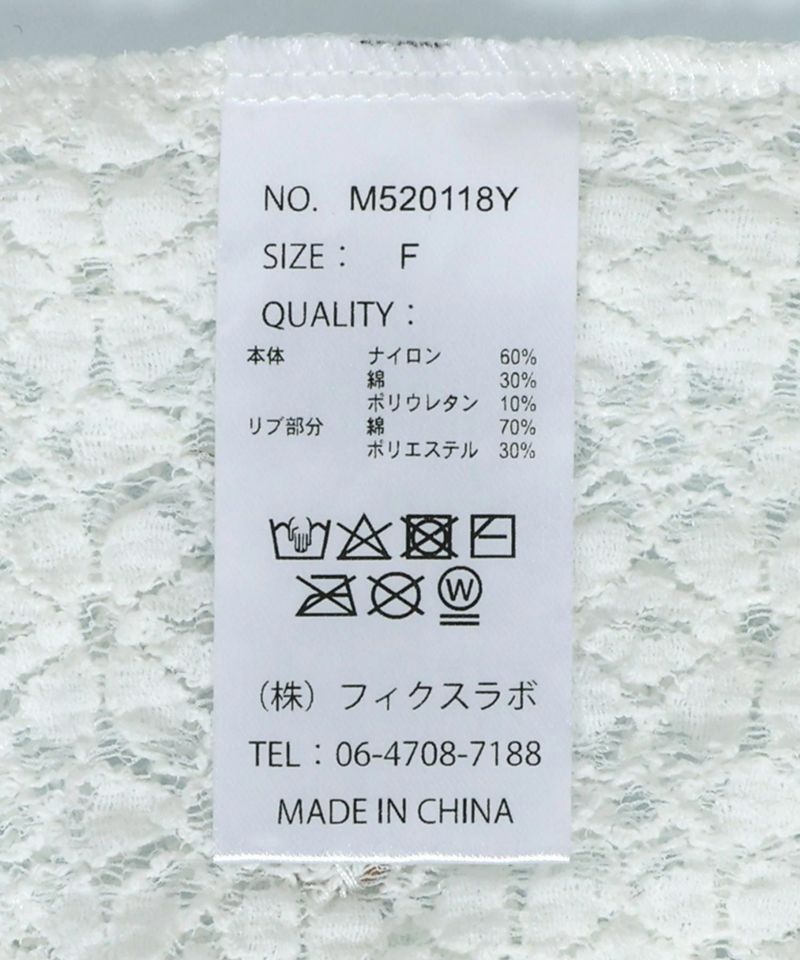 NO. M520118Y
SIZE： F
QUALITY：
本体 ナイロン 60%
綿 30%
ポリウレタン 10%
リブ部分 綿 70%
ポリエステル 30%
W
（株）フィクスラボ
TEL：06-4708-7188
MADE IN CHINA